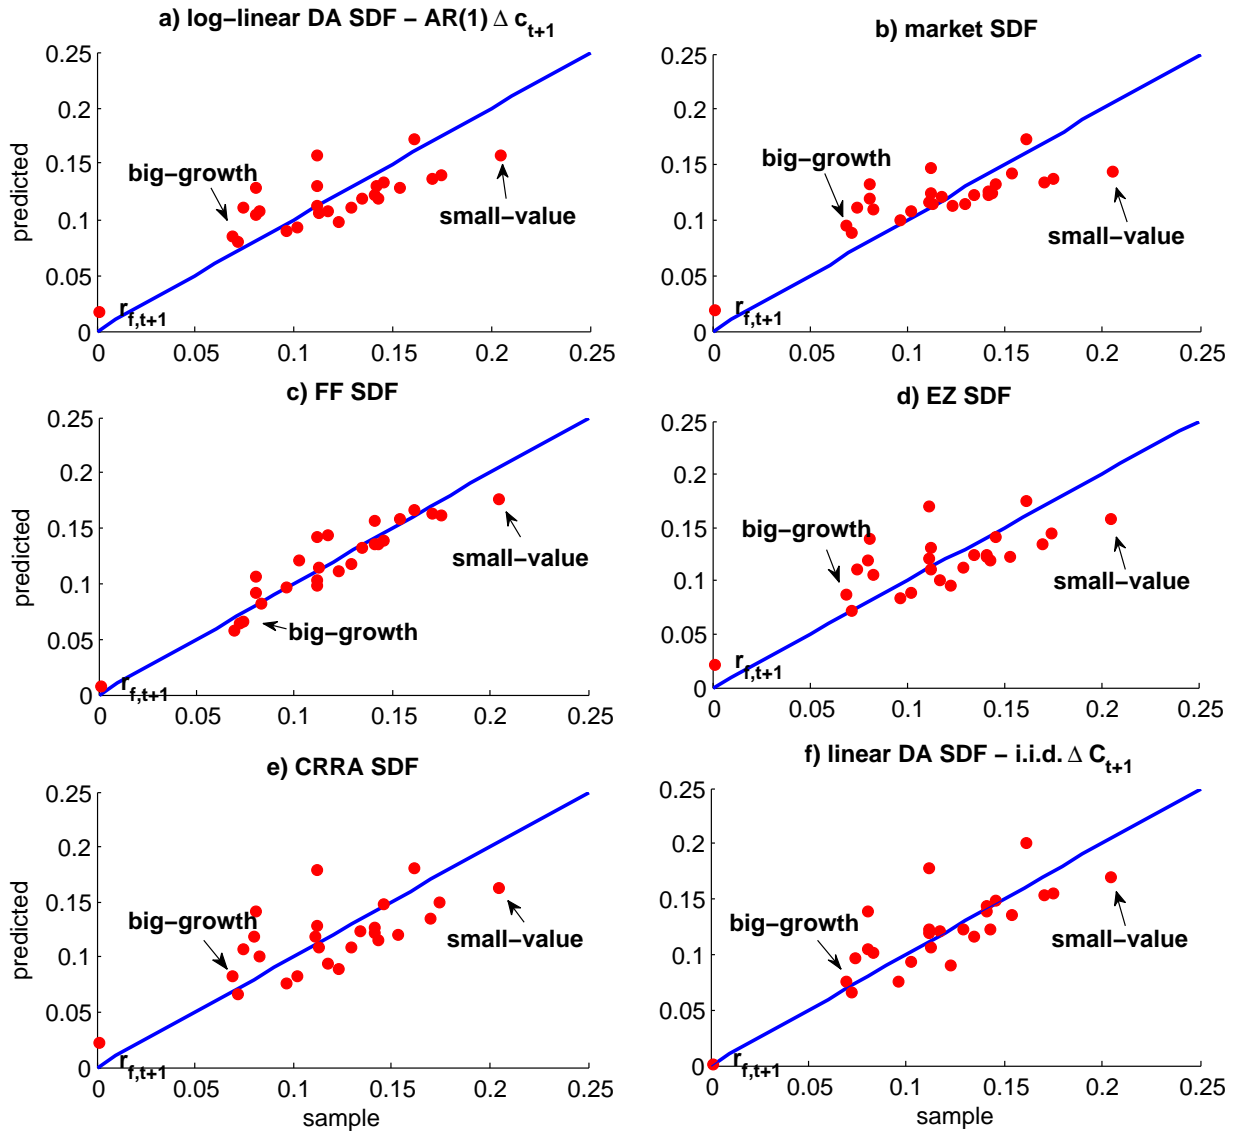 a) log−linear DA SDF − AR(1) Δ c_{t+1}
0.25
0.2
0.15
0.1
0.05
0
predicted
big−growth
small−value
r_{f,t+1}
0 0.05 0.1 0.15 0.2 0.25
b) market SDF
0.25
0.2
0.15
0.1
0.05
0
big−growth
small−value
r_{f,t+1}
0 0.05 0.1 0.15 0.2 0.25
c) FF SDF
0.25
0.2
0.15
0.1
0.05
0
predicted
small−value
big−growth
r_{f,t+1}
0 0.05 0.1 0.15 0.2 0.25
d) EZ SDF
0.25
0.2
0.15
0.1
0.05
0
big−growth
small−value
r_{f,t+1}
0 0.05 0.1 0.15 0.2 0.25
e) CRRA SDF
0.25
0.2
0.15
0.1
0.05
0
predicted
big−growth
small−value
r_{f,t+1}
0 0.05 0.1 0.15 0.2 0.25
sample
f) linear DA SDF − i.i.d. Δ C_{t+1}
0.25
0.2
0.15
0.1
0.05
0
big−growth
small−value
r_{f,t+1}
0 0.05 0.1 0.15 0.2 0.25
sample